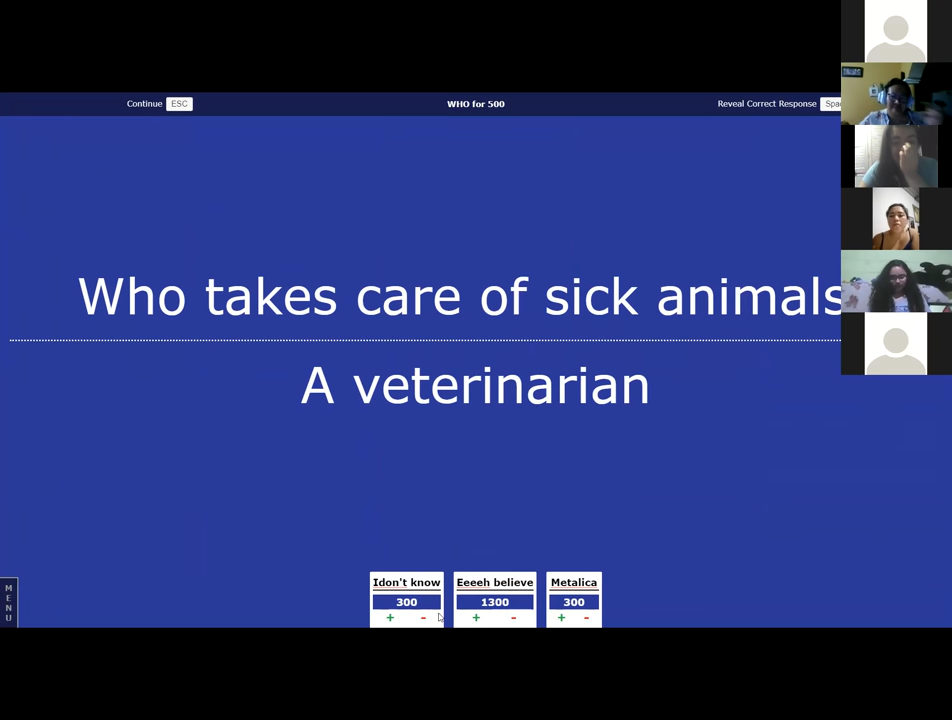 Continue ESC WHO for 500 Reveal Correct Response
Who takes care of sick animals
A veterinarian
MENU
Idon't know Eeeeh believe Metalica
300 1300 300
+ - + - + -